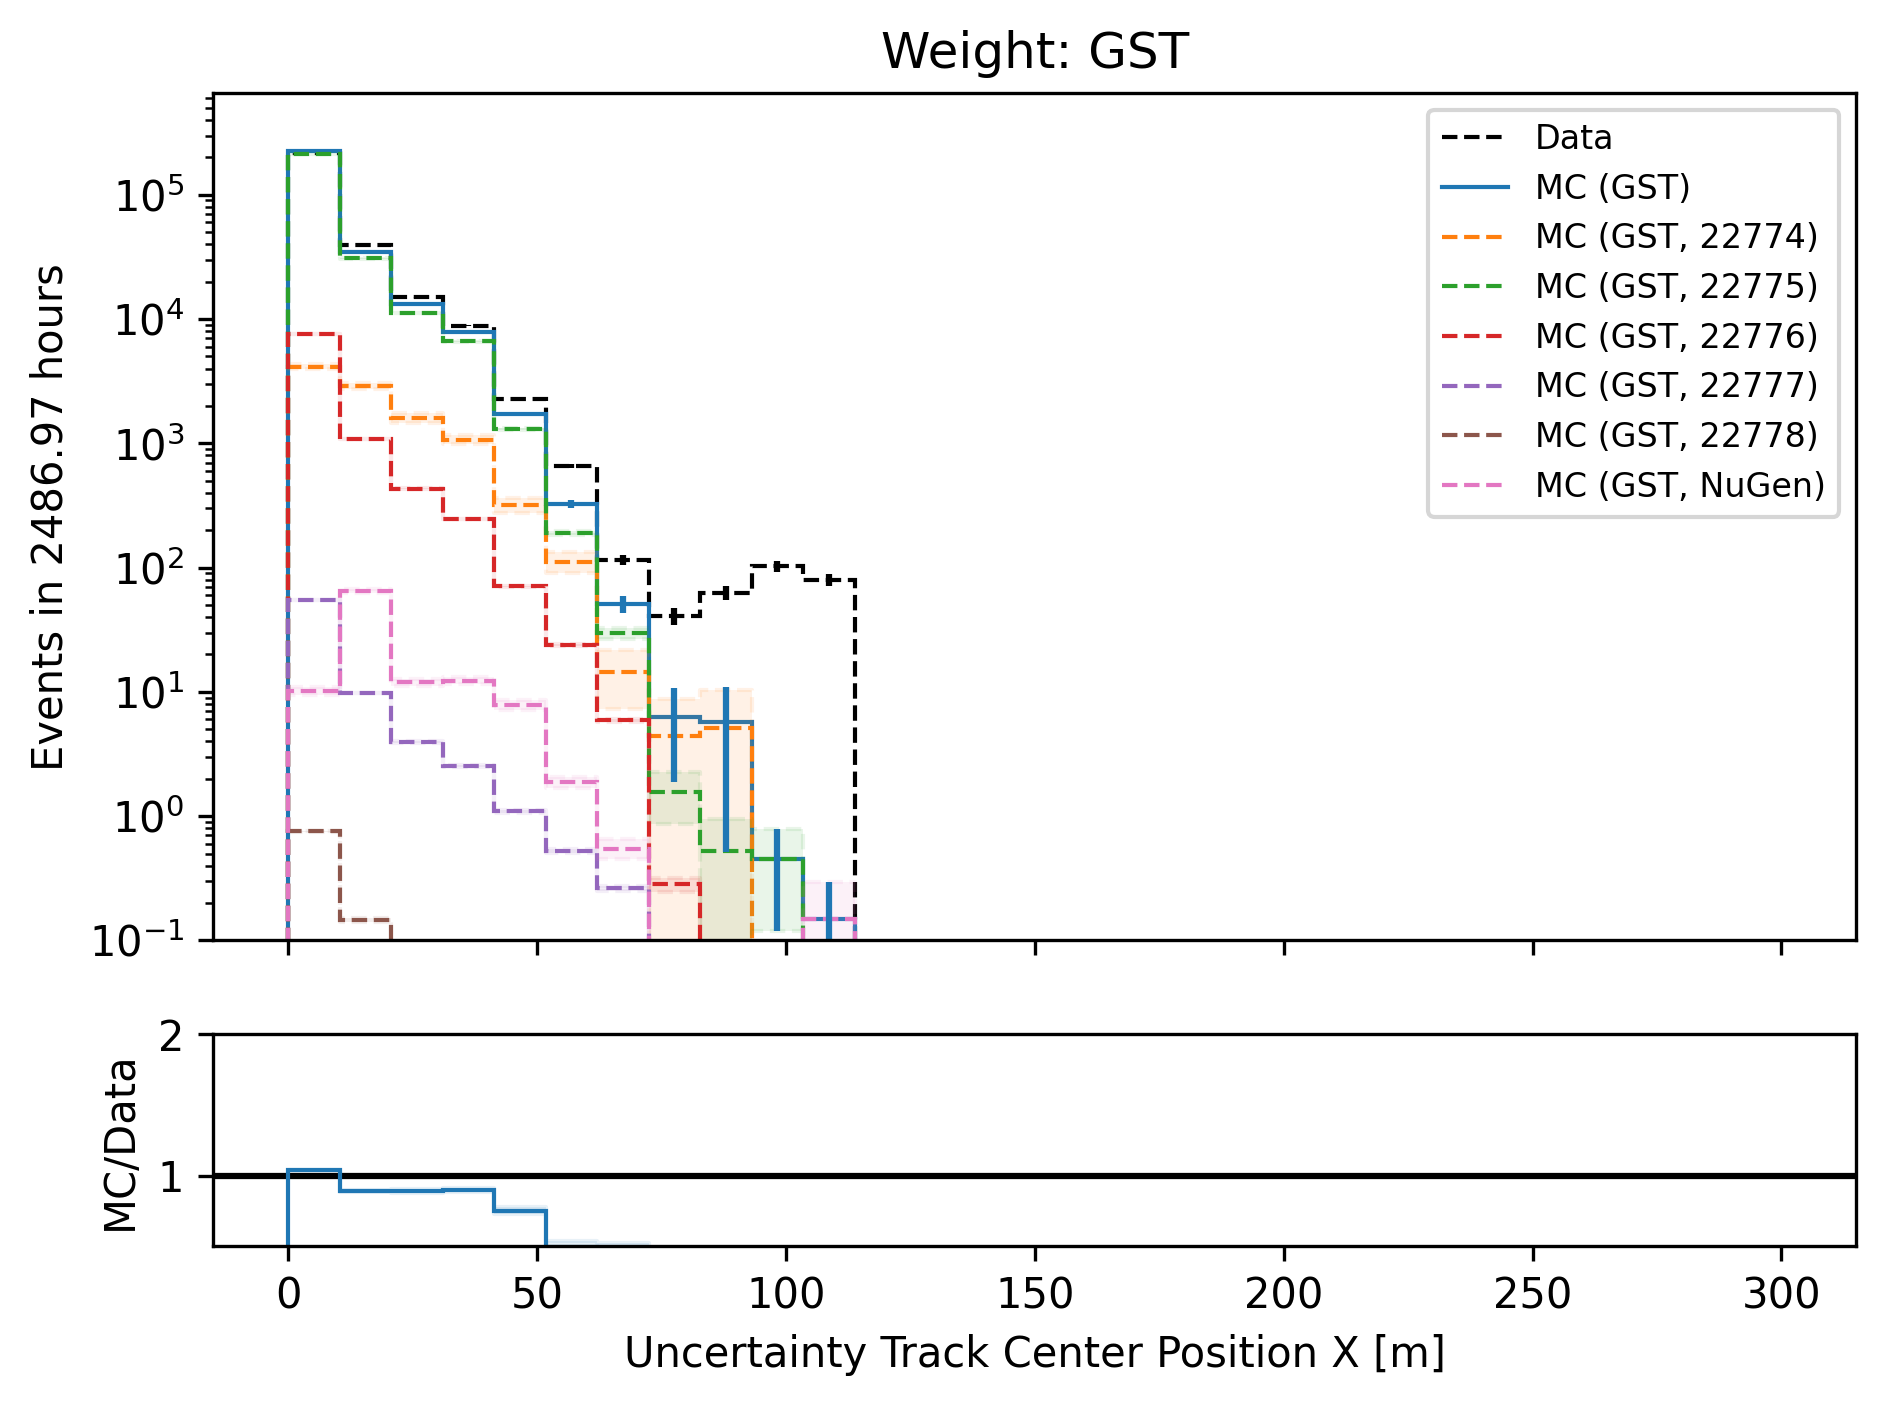 Weight: GST
Events in 2486.97 hours
10^5
10^4
10^3
10^2
10^1
10^0
10^−1
Data
MC (GST)
MC (GST, 22774)
MC (GST, 22775)
MC (GST, 22776)
MC (GST, 22777)
MC (GST, 22778)
MC (GST, NuGen)
MC/Data
2
1
0 50 100 150 200 250 300
Uncertainty Track Center Position X [m]